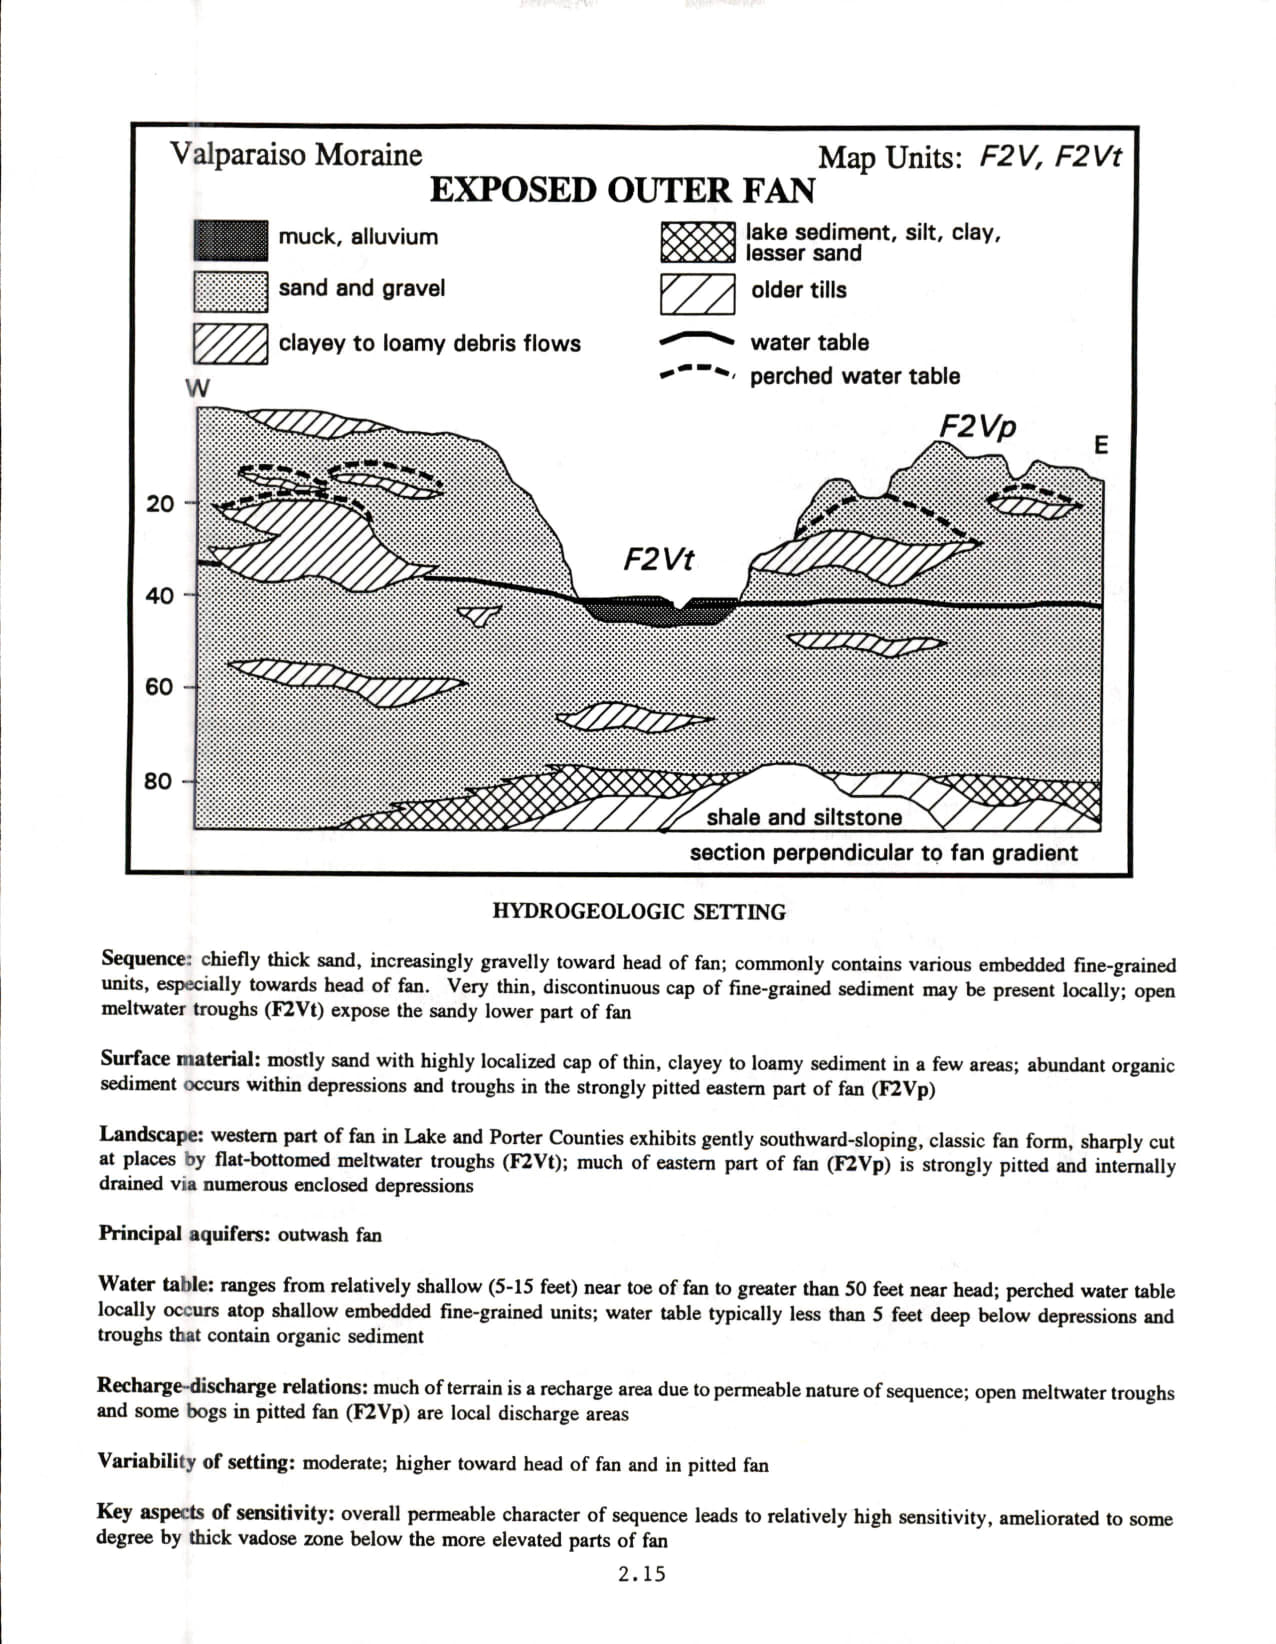 Valparaiso Moraine
Map Units: F2V, F2Vt
EXPOSED OUTER FAN
muck, alluvium
sand and gravel
clayey to loamy debris flows
lake sediment, silt, clay,
lesser sand
older tills
water table
perched water table
W
F2Vp
E
20
F2Vt
40
60
80
shale and siltstone
section perpendicular to fan gradient
HYDROGEOLOGIC SETTING
Sequence: chiefly thick sand, increasingly gravelly toward head of fan; commonly contains various embedded fine-grained
units, especially towards head of fan. Very thin, discontinuous cap of fine-grained sediment may be present locally; open
meltwater troughs (F2Vt) expose the sandy lower part of fan
Surface material: mostly sand with highly localized cap of thin, clayey to loamy sediment in a few areas; abundant organic
sediment occurs within depressions and troughs in the strongly pitted eastern part of fan (F2Vp)
Landscape: western part of fan in Lake and Porter Counties exhibits gently southward-sloping, classic fan form, sharply cut
at places by flat-bottomed meltwater troughs (F2Vt); much of eastern part of fan (F2Vp) is strongly pitted and internally
drained via numerous enclosed depressions
Principal aquifers: outwash fan
Water table: ranges from relatively shallow (5-15 feet) near toe of fan to greater than 50 feet near head; perched water table
locally occurs atop shallow embedded fine-grained units; water table typically less than 5 feet deep below depressions and
troughs that contain organic sediment
Recharge-discharge relations: much of terrain is a recharge area due to permeable nature of sequence; open meltwater troughs
and some bogs in pitted fan (F2Vp) are local discharge areas
Variability of setting: moderate; higher toward head of fan and in pitted fan
Key aspects of sensitivity: overall permeable character of sequence leads to relatively high sensitivity, ameliorated to some
degree by thick vadose zone below the more elevated parts of fan
2.15